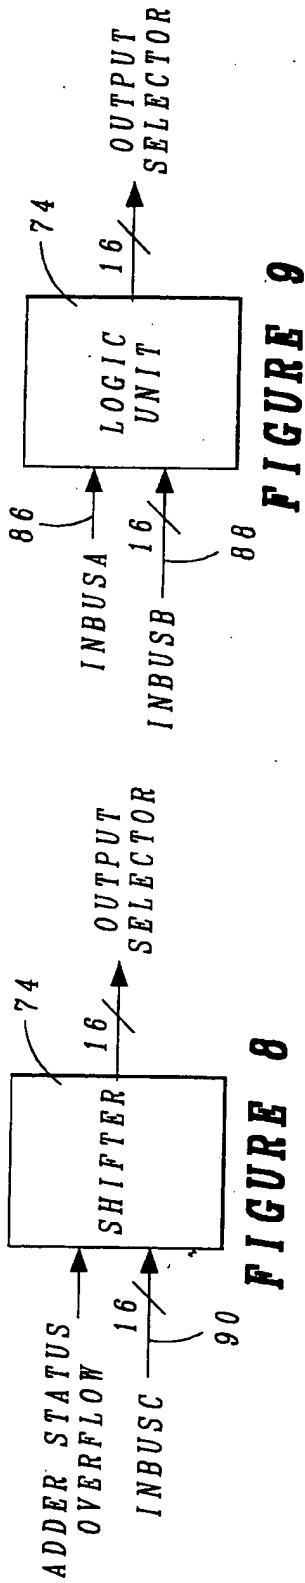 ADDER STATUS
OVERFLOW
INBUSC
16
90
SHIFTER
74
16
OUTPUT
SELECTOR
FIGURE 8
INBUSA
86
INBUSB
16
88
LOGIC
UNIT
74
16
OUTPUT
SELECTOR
FIGURE 9